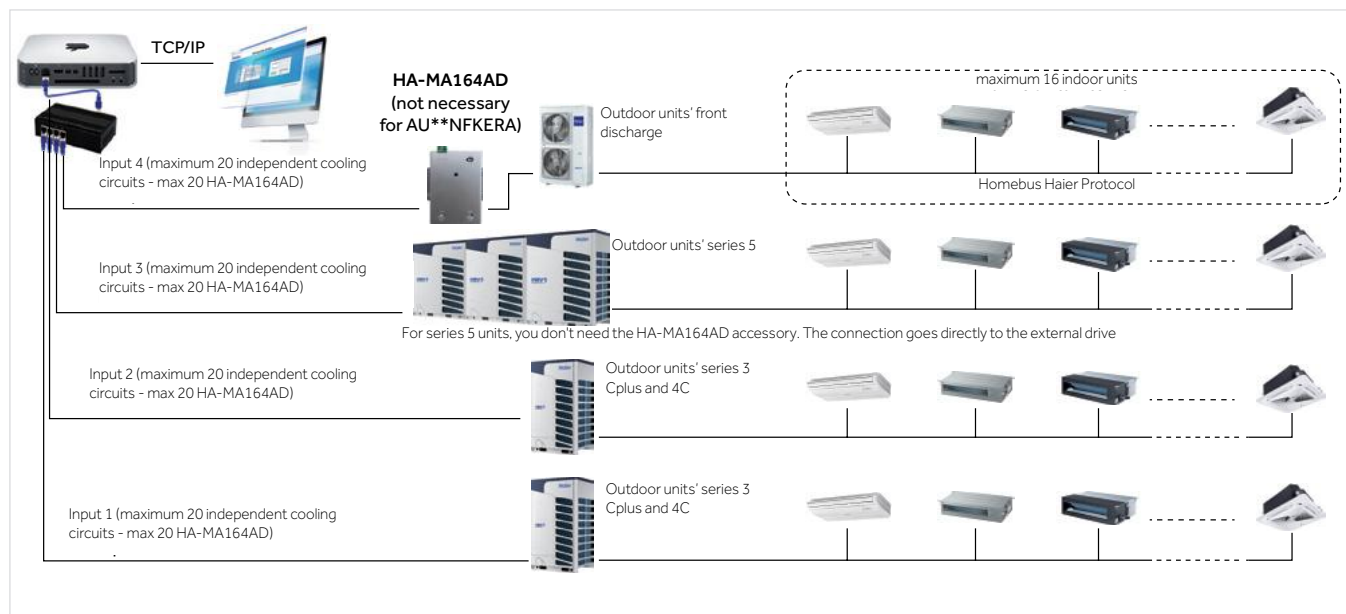 TCP/IP
HA-MA164AD
(not necessary
for AU**NFKERA)
maximum 16 indoor units
Outdoor units' front
discharge
Input 4 (maximum 20 independent cooling
circuits - max 20 HA-MA164AD)
Homebus Haier Protocol
Outdoor units' series 5
Input 3 (maximum 20 independent cooling
circuits - max 20 HA-MA164AD)
For series 5 units, you don't need the HA-MA164AD accessory. The connection goes directly to the external drive
Outdoor units' series 3
Cplus and 4C
Input 2 (maximum 20 independent cooling
circuits - max 20 HA-MA164AD)
Outdoor units' series 3
Cplus and 4C
Input 1 (maximum 20 independent cooling
circuits - max 20 HA-MA164AD)